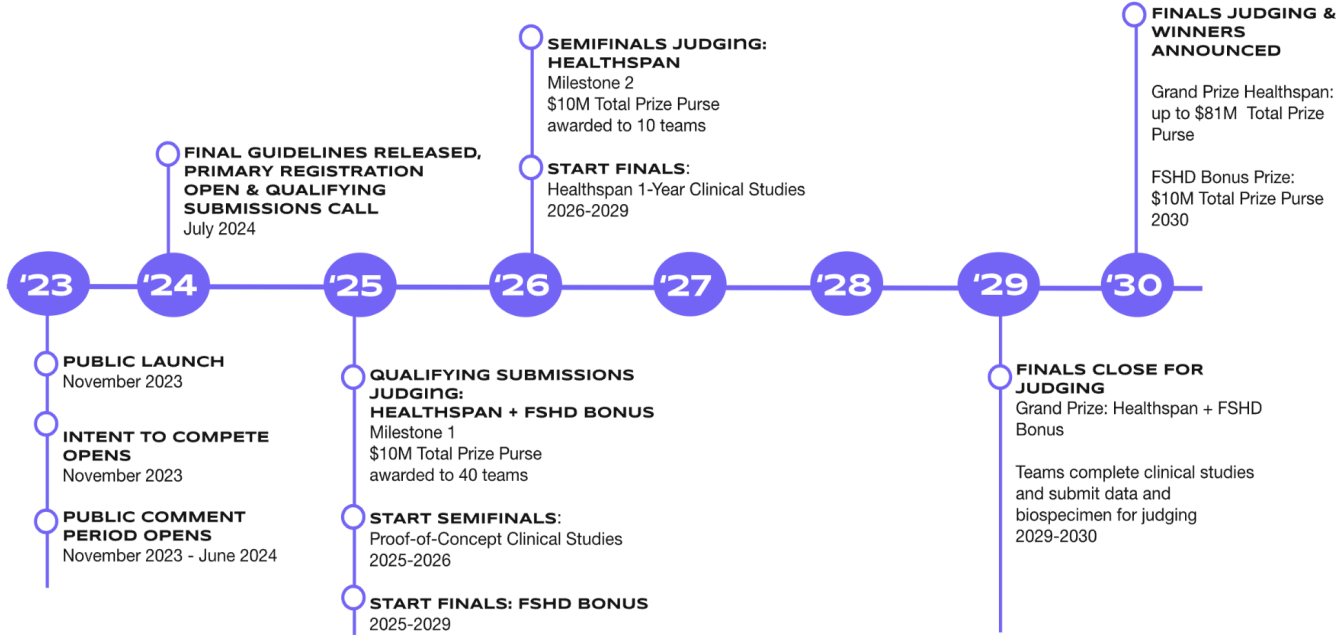 FINALS JUDGING &
WINNERS
ANNOUNCED
Grand Prize Healthspan:
up to $81M Total Prize
Purse
FSHD Bonus Prize:
$10M Total Prize Purse
2030
SEMIFINALS JUDGING:
HEALTHSPAN
Milestone 2
$10M Total Prize Purse
awarded to 10 teams
START FINALS:
Healthspan 1-Year Clinical Studies
2026-2029
FINAL GUIDELINES RELEASED,
PRIMARY REGISTRATION
OPEN & QUALIFYING
SUBMISSIONS CALL
July 2024
‘23 ‘24 ‘25 ‘26 ‘27 ‘28 ‘29 ‘30
PUBLIC LAUNCH
November 2023
INTENT TO COMPETE
OPENS
November 2023
PUBLIC COMMENT
PERIOD OPENS
November 2023 - June 2024
QUALIFYING SUBMISSIONS
JUDGING:
HEALTHSPAN + FSHD BONUS
Milestone 1
$10M Total Prize Purse
awarded to 40 teams
START SEMIFINALS:
Proof-of-Concept Clinical Studies
2025-2026
START FINALS: FSHD BONUS
2025-2029
FINALS CLOSE FOR
JUDGING
Grand Prize: Healthspan + FSHD
Bonus
Teams complete clinical studies
and submit data and
biospecimen for judging
2029-2030